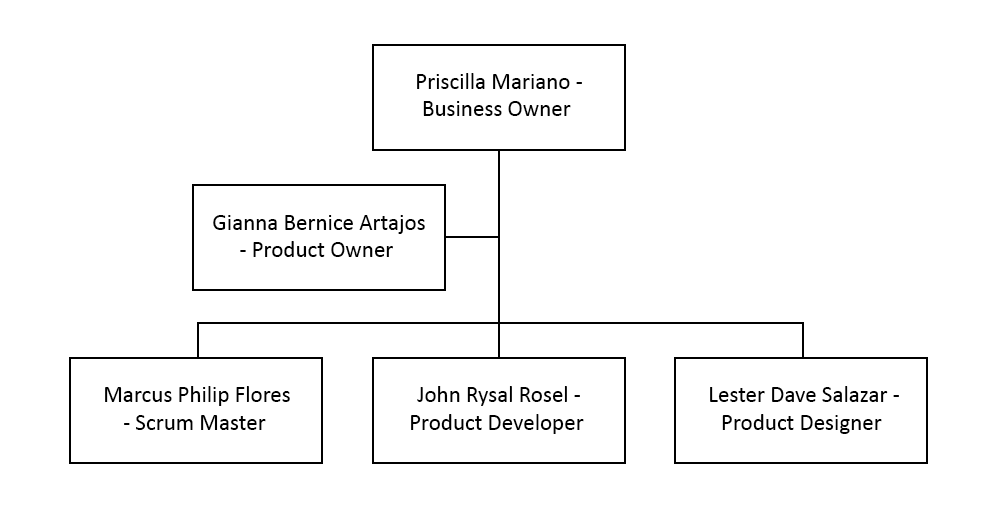 Priscilla Mariano -
Business Owner
Gianna Bernice Artajos
- Product Owner
Marcus Philip Flores
- Scrum Master
John Rysal Rosel -
Product Developer
Lester Dave Salazar -
Product Designer